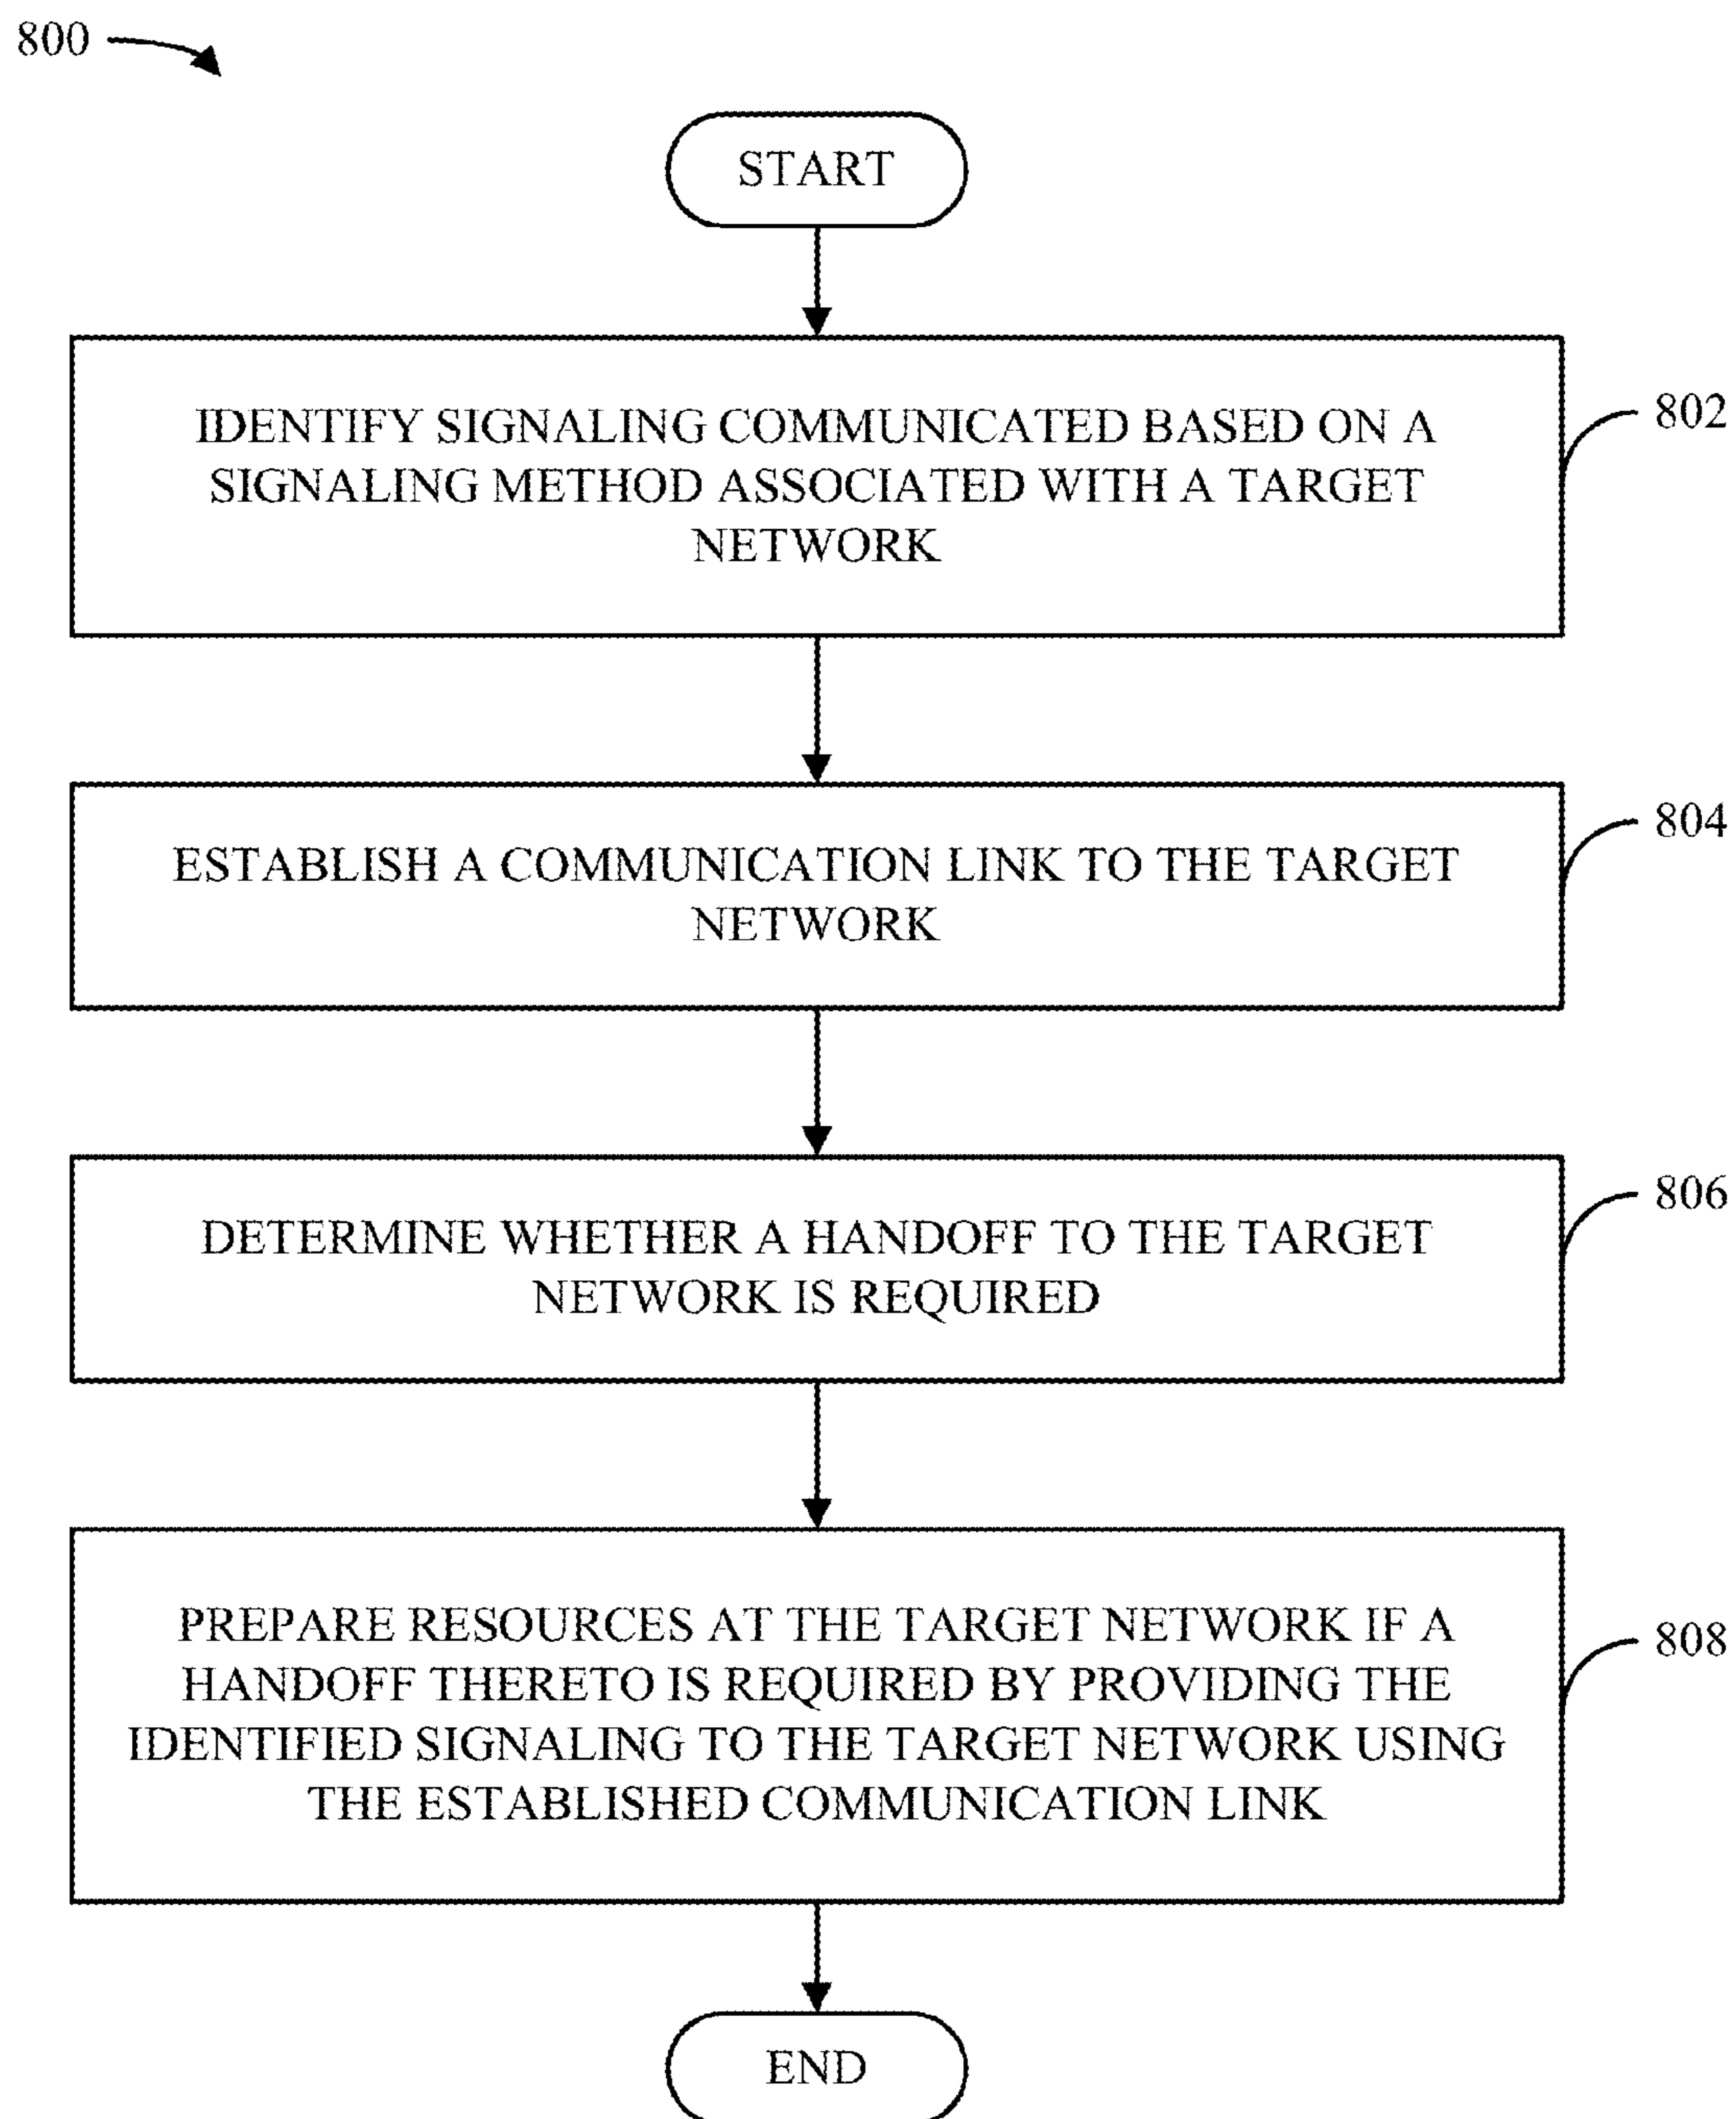 800
START
IDENTIFY SIGNALING COMMUNICATED BASED ON A
SIGNALING METHOD ASSOCIATED WITH A TARGET
NETWORK
802
ESTABLISH A COMMUNICATION LINK TO THE TARGET
NETWORK
804
DETERMINE WHETHER A HANDOFF TO THE TARGET
NETWORK IS REQUIRED
806
PREPARE RESOURCES AT THE TARGET NETWORK IF A
HANDOFF THERETO IS REQUIRED BY PROVIDING THE
IDENTIFIED SIGNALING TO THE TARGET NETWORK USING
THE ESTABLISHED COMMUNICATION LINK
808
END